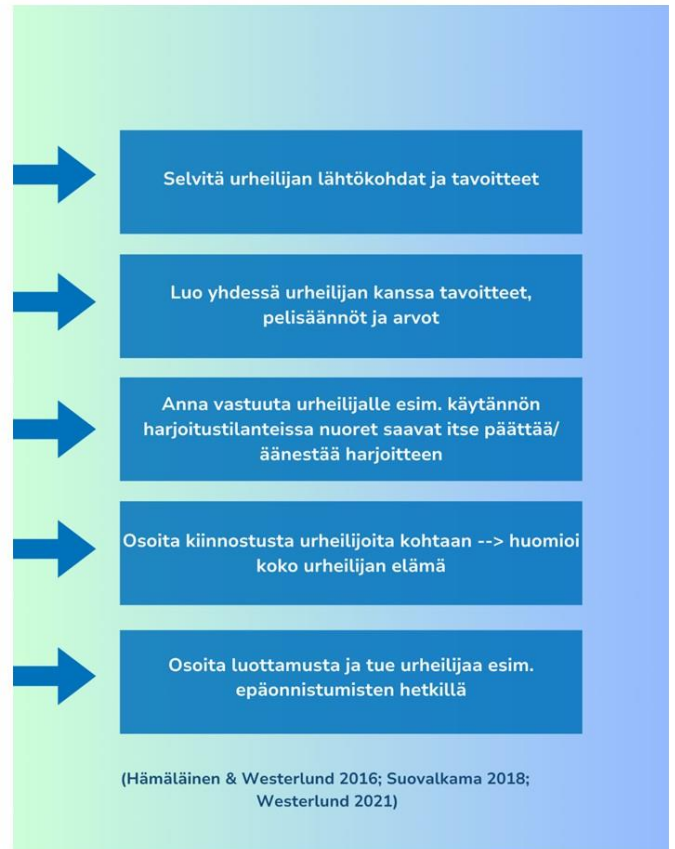 Selvitä urheilijan lähtökohdat ja tavoitteet
Luo yhdessä urheilijan kanssa tavoitteet,
pelisäännöt ja arvot
Anna vastuuta urheilijalle esim. käytännön
harjoitustilanteissa nuoret saavat itse päättää/
äänestää harjoitteen
Osoita kiinnostusta urheilijoita kohtaan --> huomioi
koko urheilijan elämä
Osoita luottamusta ja tue urheilijaa esim.
epäonnistumisten hetkillä
(Hämäläinen & Westerlund 2016; Suovalkama 2018;
Westerlund 2021)